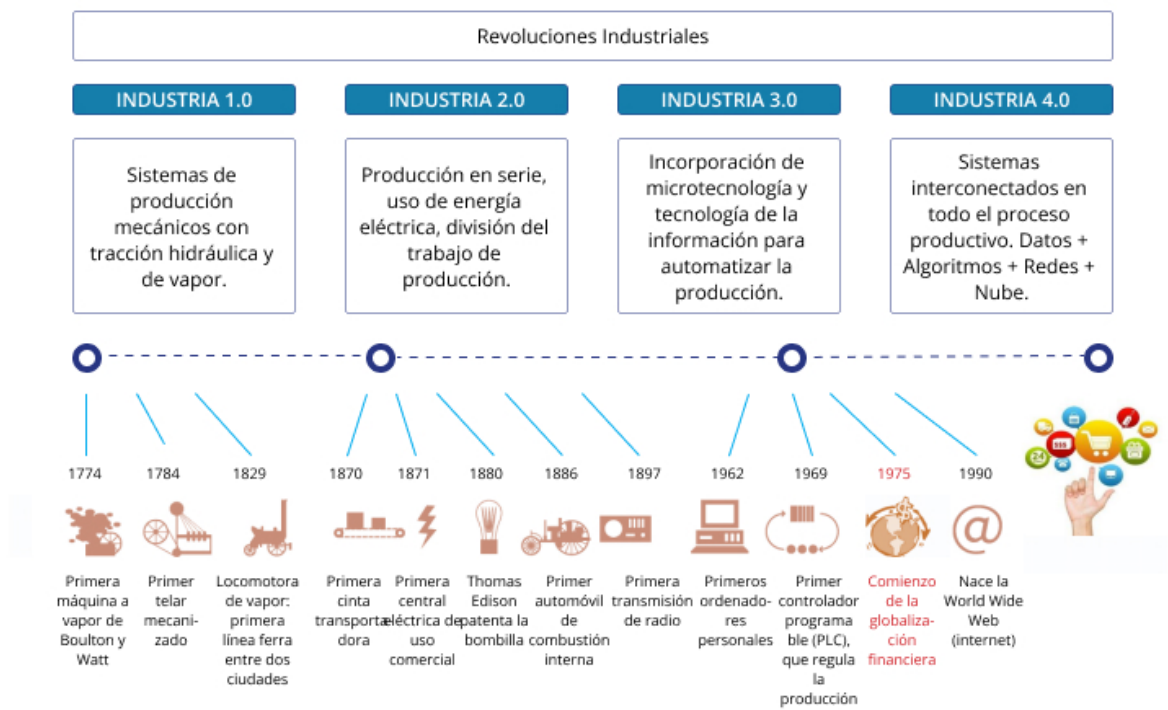 Revoluciones Industriales
INDUSTRIA 1.0
Sistemas de
producción
mecánicos con
tracción hidráulica y
de vapor.
INDUSTRIA 2.0
Producción en serie,
uso de energía
eléctrica, división del
trabajo de
producción.
INDUSTRIA 3.0
Incorporación de
microtecnología y
tecnología de la
información para
automatizar la
producción.
INDUSTRIA 4.0
Sistemas
interconectados en
todo el proceso
productivo. Datos +
Algoritmos + Redes +
Nube.
1774
Primera
máquina a
vapor de
Boulton y
Watt
1784
Primer
telar
mecani-
zado
1829
Locomotora
de vapor:
primera
línea ferra
entre dos
ciudades
1870
Primera
cinta
transporta-
dora
1871
Primera
central
eléctrica de
uso
comercial
1880
Thomas
Edison
patenta la
bombilla
1886
Primer
automóvil
de
combustión
interna
1897
Primera
transmisión
de radio
1962
Primeros
ordenado-
res
personales
1969
Primer
controlador
programa
ble (PLC),
que regula
la
producción
1975
Comienzo
de la
globaliza-
ción
financiera
1990
@
Nace la
World Wide
Web
(internet)
$$$
24